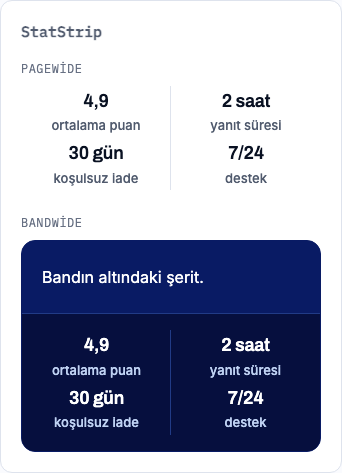 StatStrip
PAGEWİDE
4,9
2 saat
ortalama puan
yanıt süresi
30 gün
7/24
koşulsuz iade
destek
BANDWİDE
Bandın altındaki şerit.
4,9
2 saat
ortalama puan
yanıt süresi
30 gün
7/24
koşulsuz iade
destek